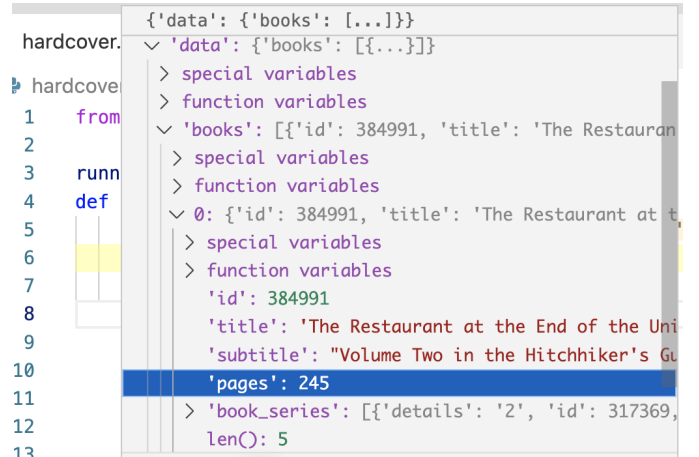 {'data': {'books': [...]}}
hardcover.
'data': {'books': [{...}]}
hardcover
special variables
1 from
function variables
2
'books': [{'id': 384991, 'title': 'The Restauran
3 runn
special variables
function variables
4 def
0: {'id': 384991, 'title': 'The Restaurant at t
5
special variables
6
function variables
7
'id': 384991
8
'title': 'The Restaurant at the End of the Uni
9
'subtitle': "Volume Two in the Hitchhiker's Gu
10
'pages': 245
11
'book_series': [{'details': '2', 'id': 317369,
12
len(): 5
13